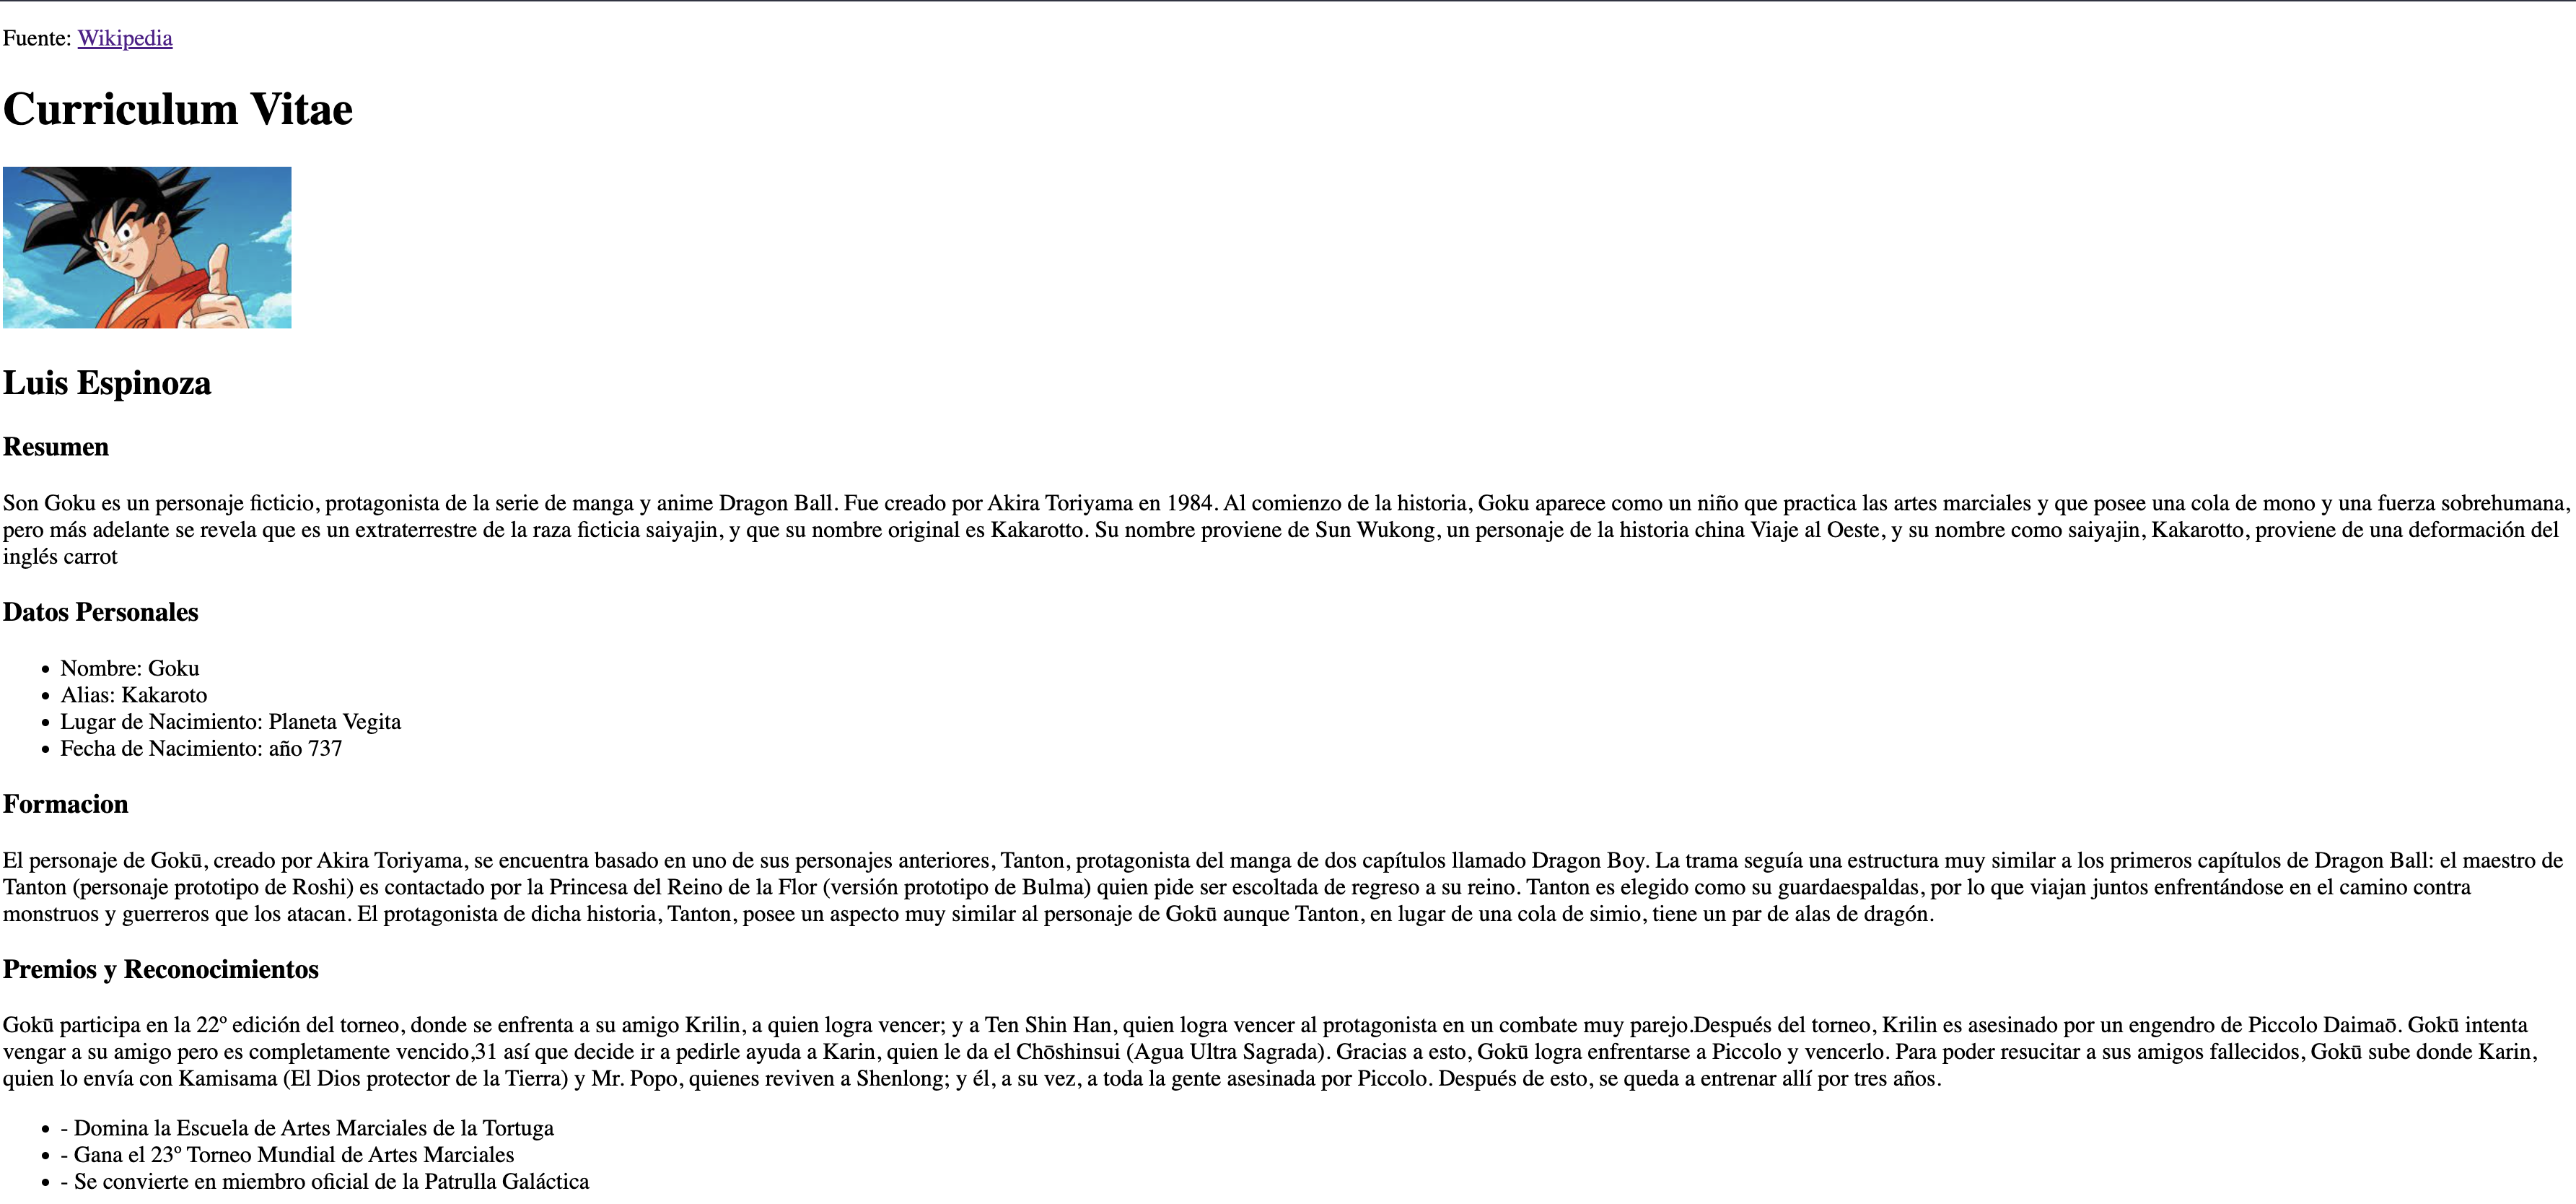 Fuente: Wikipedia
Curriculum Vitae
Luis Espinoza
Resumen
Son Goku es un personaje ficticio, protagonista de la serie de manga y anime Dragon Ball. Fue creado por Akira Toriyama en 1984. Al comienzo de la historia, Goku aparece como un niño que practica las artes marciales y que posee una cola de mono y una fuerza sobrehumana,
pero más adelante se revela que es un extraterrestre de la raza ficticia saiyajin, y que su nombre original es Kakarotto. Su nombre proviene de Sun Wukong, un personaje de la historia china Viaje al Oeste, y su nombre como saiyajin, Kakarotto, proviene de una deformación del
inglés carrot
Datos Personales
• Nombre: Goku
• Alias: Kakaroto
• Lugar de Nacimiento: Planeta Vegita
• Fecha de Nacimiento: año 737
Formacion
El personaje de Gokū, creado por Akira Toriyama, se encuentra basado en uno de sus personajes anteriores, Tanton, protagonista del manga de dos capítulos llamado Dragon Boy. La trama seguía una estructura muy similar a los primeros capítulos de Dragon Ball: el maestro de
Tanton (personaje prototipo de Roshi) es contactado por la Princesa del Reino de la Flor (versión prototipo de Bulma) quien pide ser escoltada de regreso a su reino. Tanton es elegido como su guardaespaldas, por lo que viajan juntos enfrentándose en el camino contra
monstruos y guerreros que los atacan. El protagonista de dicha historia, Tanton, posee un aspecto muy similar al personaje de Gokū aunque Tanton, en lugar de una cola de simio, tiene un par de alas de dragón.
Premios y Reconocimientos
Gokū participa en la 22º edición del torneo, donde se enfrenta a su amigo Krilin, a quien logra vencer; y a Ten Shin Han, quien logra vencer al protagonista en un combate muy parejo.Después del torneo, Krilin es asesinado por un engendro de Piccolo Daimaō. Gokū intenta
vengar a su amigo pero es completamente vencido,31 así que decide ir a pedirle ayuda a Karin, quien le da el Chōshinsui (Agua Ultra Sagrada). Gracias a esto, Gokū logra enfrentarse a Piccolo y vencerlo. Para poder resucitar a sus amigos fallecidos, Gokū sube donde Karin,
quien lo envía con Kamisama (El Dios protector de la Tierra) y Mr. Popo, quienes reviven a Shenlong; y él, a su vez, a toda la gente asesinada por Piccolo. Después de esto, se queda a entrenar allí por tres años.
• - Domina la Escuela de Artes Marciales de la Tortuga
• - Gana el 23º Torneo Mundial de Artes Marciales
• - Se convierte en miembro oficial de la Patrulla Galáctica